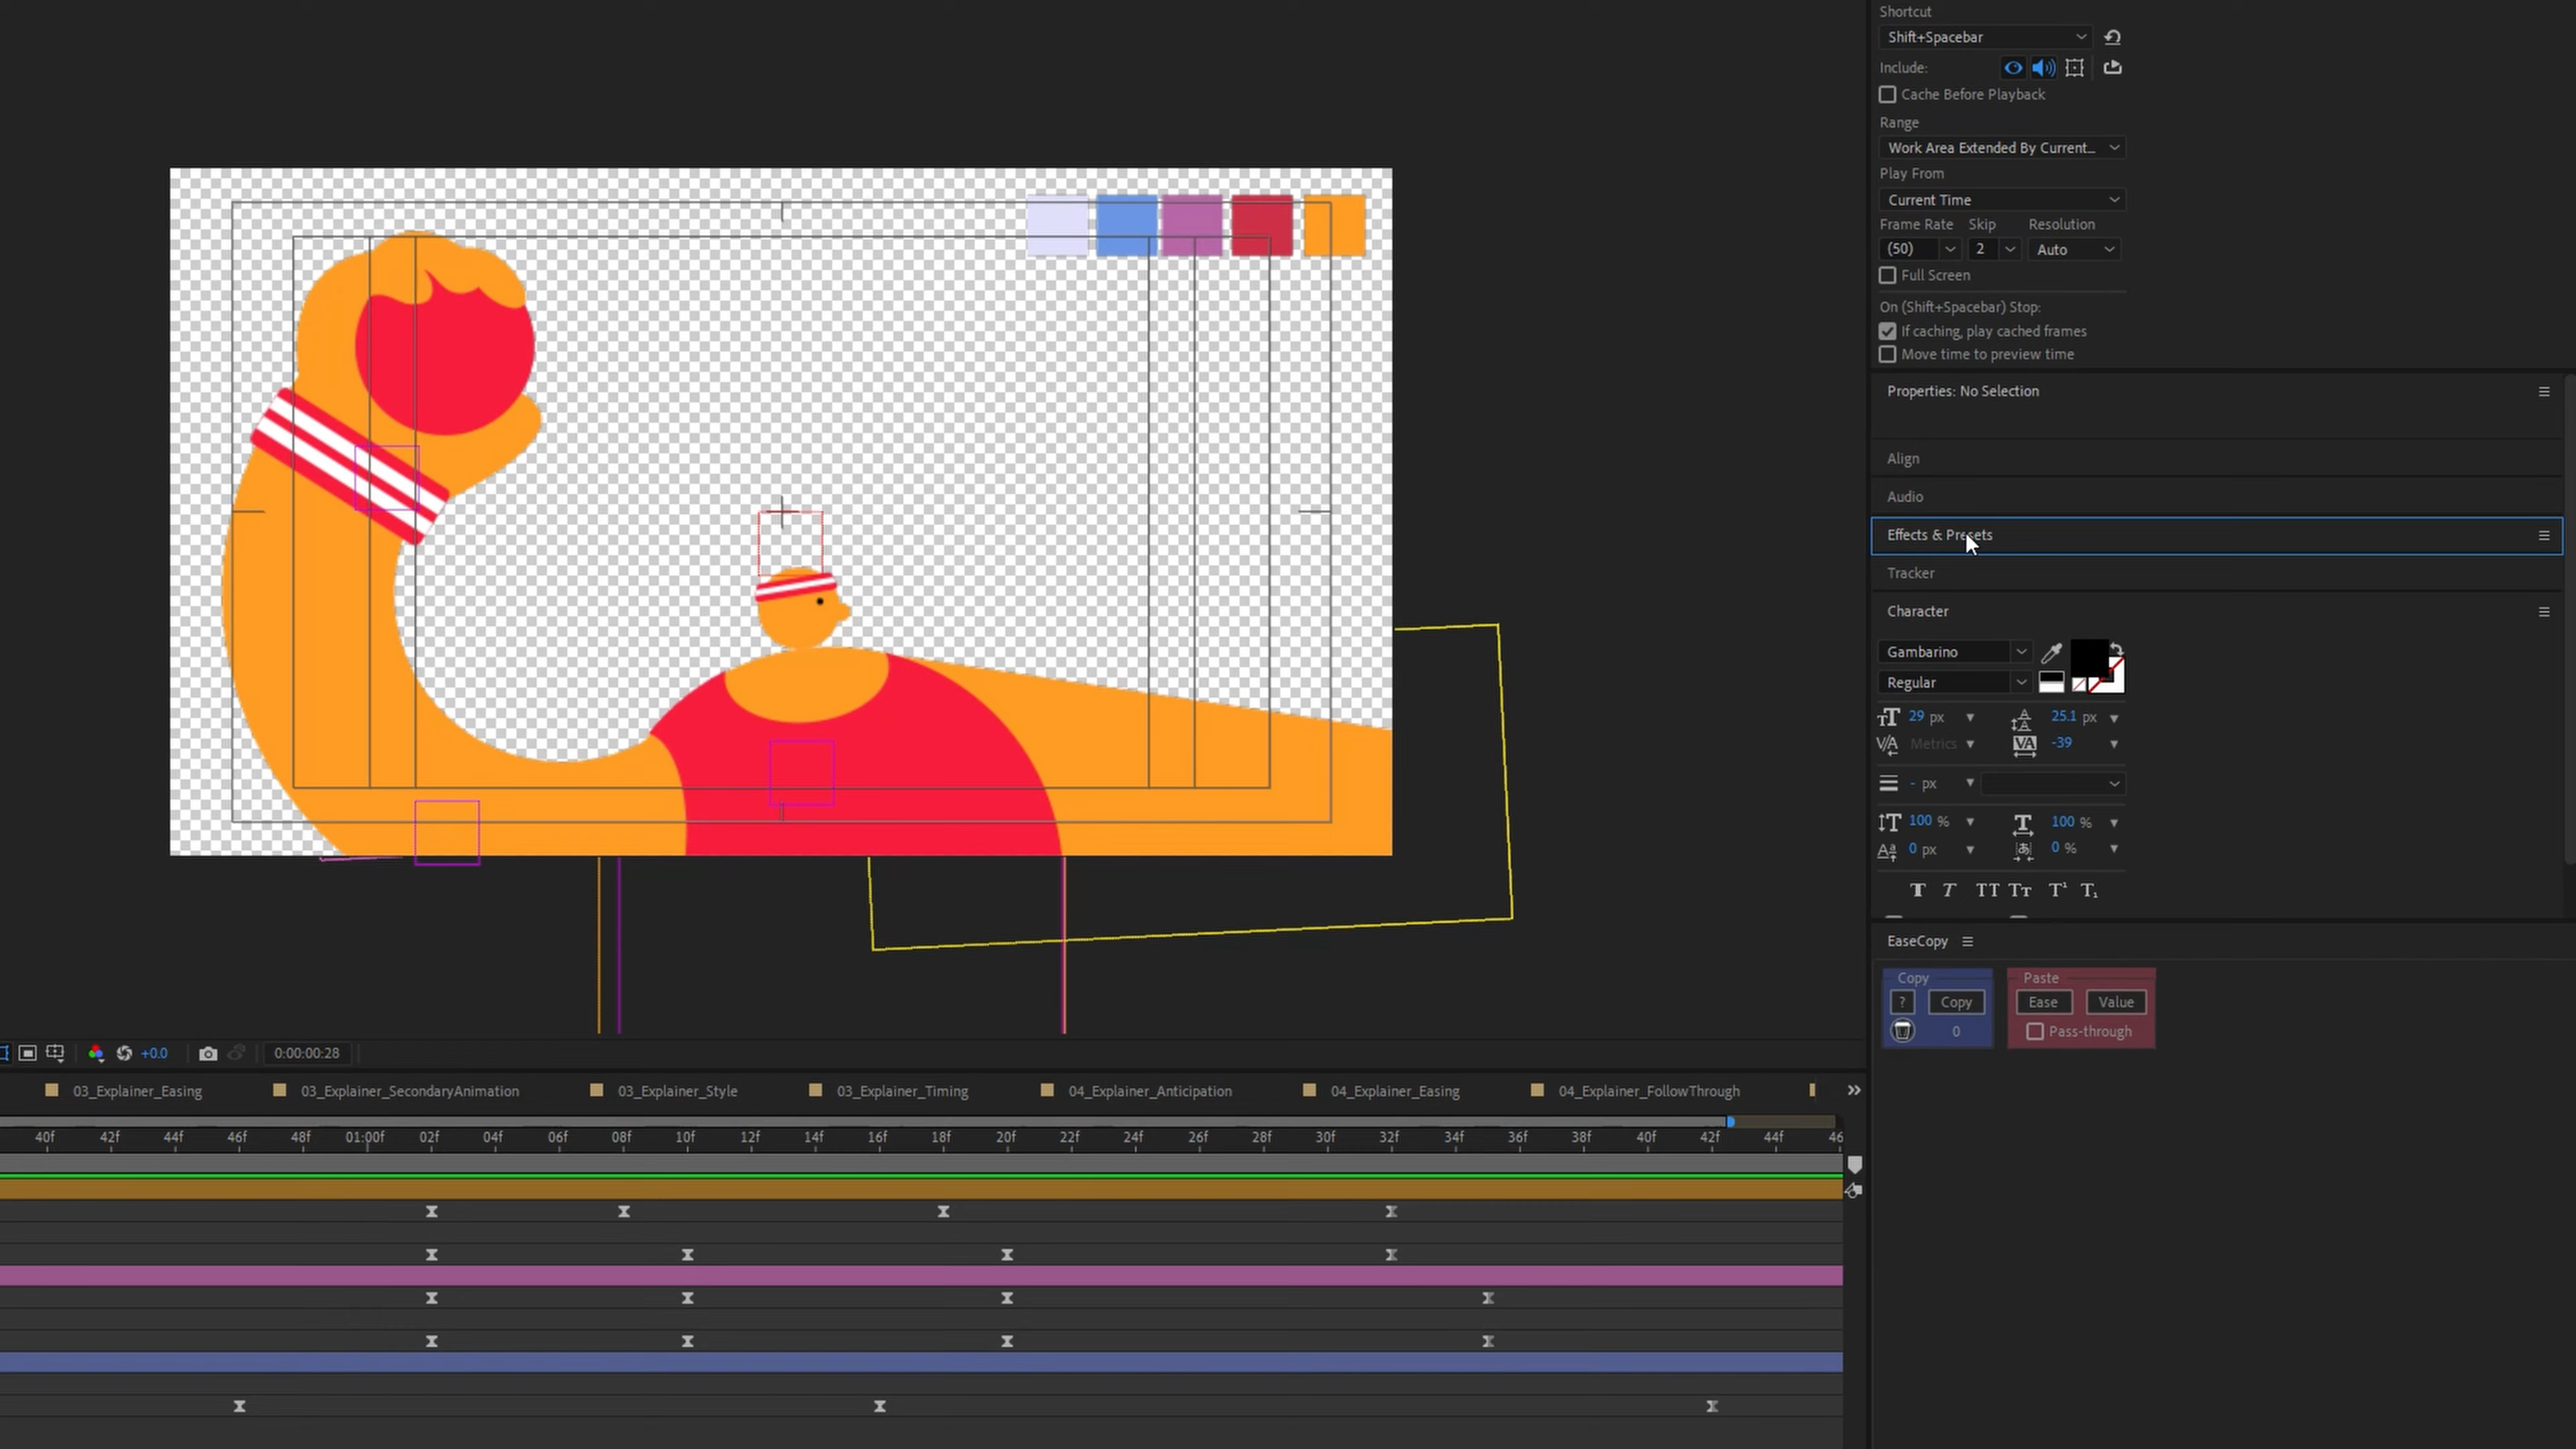 Shortcut
Shift+Spacebar
Include:
Cache Before Playback
Range
Work Area Extended By Current...
Play From
Current Time
Frame Rate Skip Resolution
(50) 2 Auto
Full Screen
On (Shift+Spacebar) Stop:
If caching, play cached frames
Move time to preview time
Properties: No Selection
Align
Audio
Effects & Presets
Tracker
Character
Gambarino
Regular
29 px 25.1 px
Metrics -39
- px
100 % 100 %
0 px 0 %
T T TT TT T¹ T₁
EaseCopy
Copy Paste
? Copy Ease Value
0 Pass-through
+0.0 0:00:00:28
03_Explainer_Easing 03_Explainer_SecondaryAnimation 03_Explainer_Style 03_Explainer_Timing 04_Explainer_Anticipation 04_Explainer_Easing 04_Explainer_FollowThrough
40f 42f 44f 46f 48f 01:00f 02f 04f 06f 08f 10f 12f 14f 16f 18f 20f 22f 24f 26f 28f 30f 32f 34f 36f 38f 40f 42f 44f 46